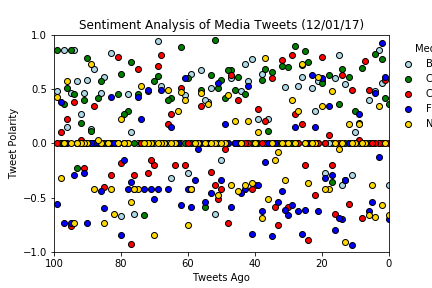 Sentiment Analysis of Media Tweets (12/01/17)
Tweet Polarity
1.0
0.5
0.0
−0.5
−1.0
100
80
60
40
20
0
Tweets Ago
B
C
C
F
N